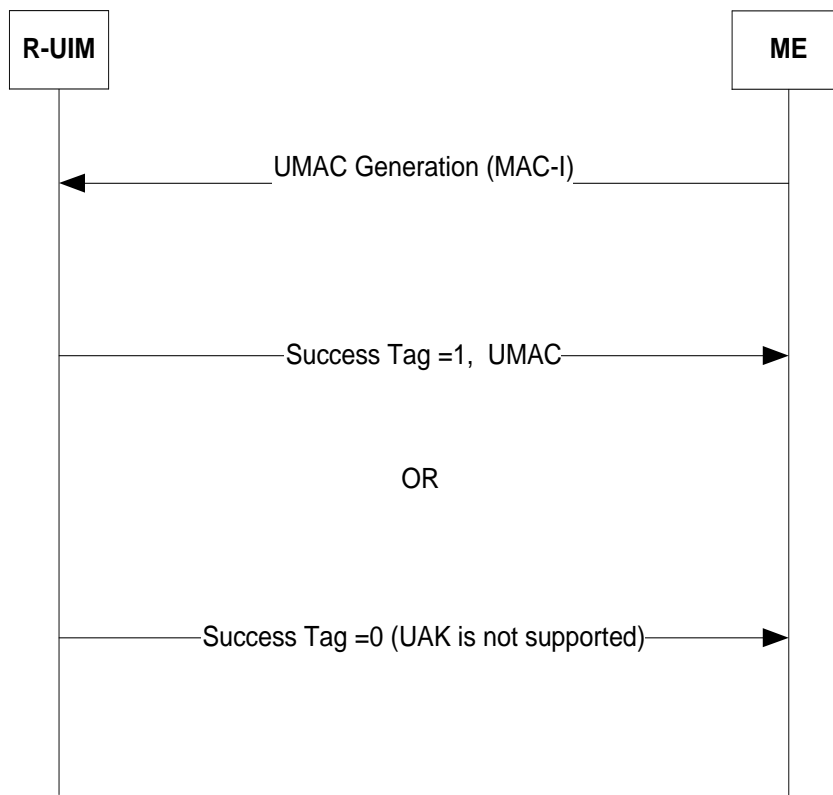 R-UIM
ME
UMAC Generation (MAC-I)
Success Tag =1,  UMAC
OR
Success Tag =0 (UAK is not supported)